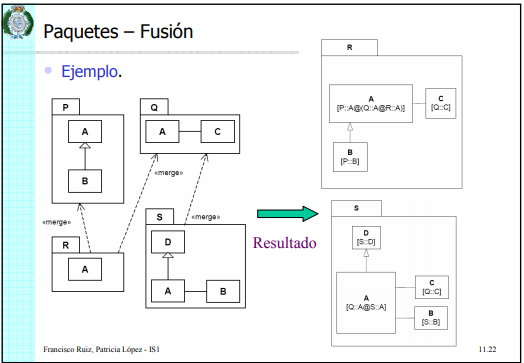 Paquetes – Fusión
Ejemplo.
P
A
B
Q
A C
«merge»
«merge»
«merge»
R
A
S
D
A B
Resultado
R
A
[P::A@(Q::A@R::A)]
C
[Q::C]
B
[P::B]
S
D
[S::D]
A
[Q::A@S::A]
C
[Q::C]
B
[S::B]
Francisco Ruiz, Patricia López - IS1
11.22